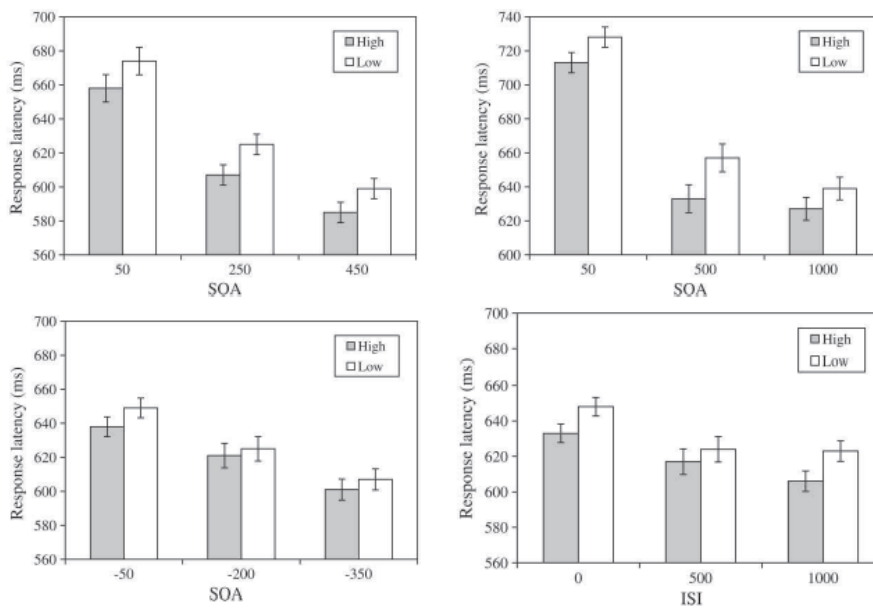 700
680
660
640
620
600
580
560
Response latency (ms)
High
Low
50 250 450
SOA
740
720
700
680
660
640
620
600
Response latency (ms)
High
Low
50 500 1000
SOA
700
680
660
640
620
600
580
560
Response latency (ms)
High
Low
-50 -200 -350
SOA
700
680
660
640
620
600
580
560
Response latency (ms)
High
Low
0 500 1000
ISI